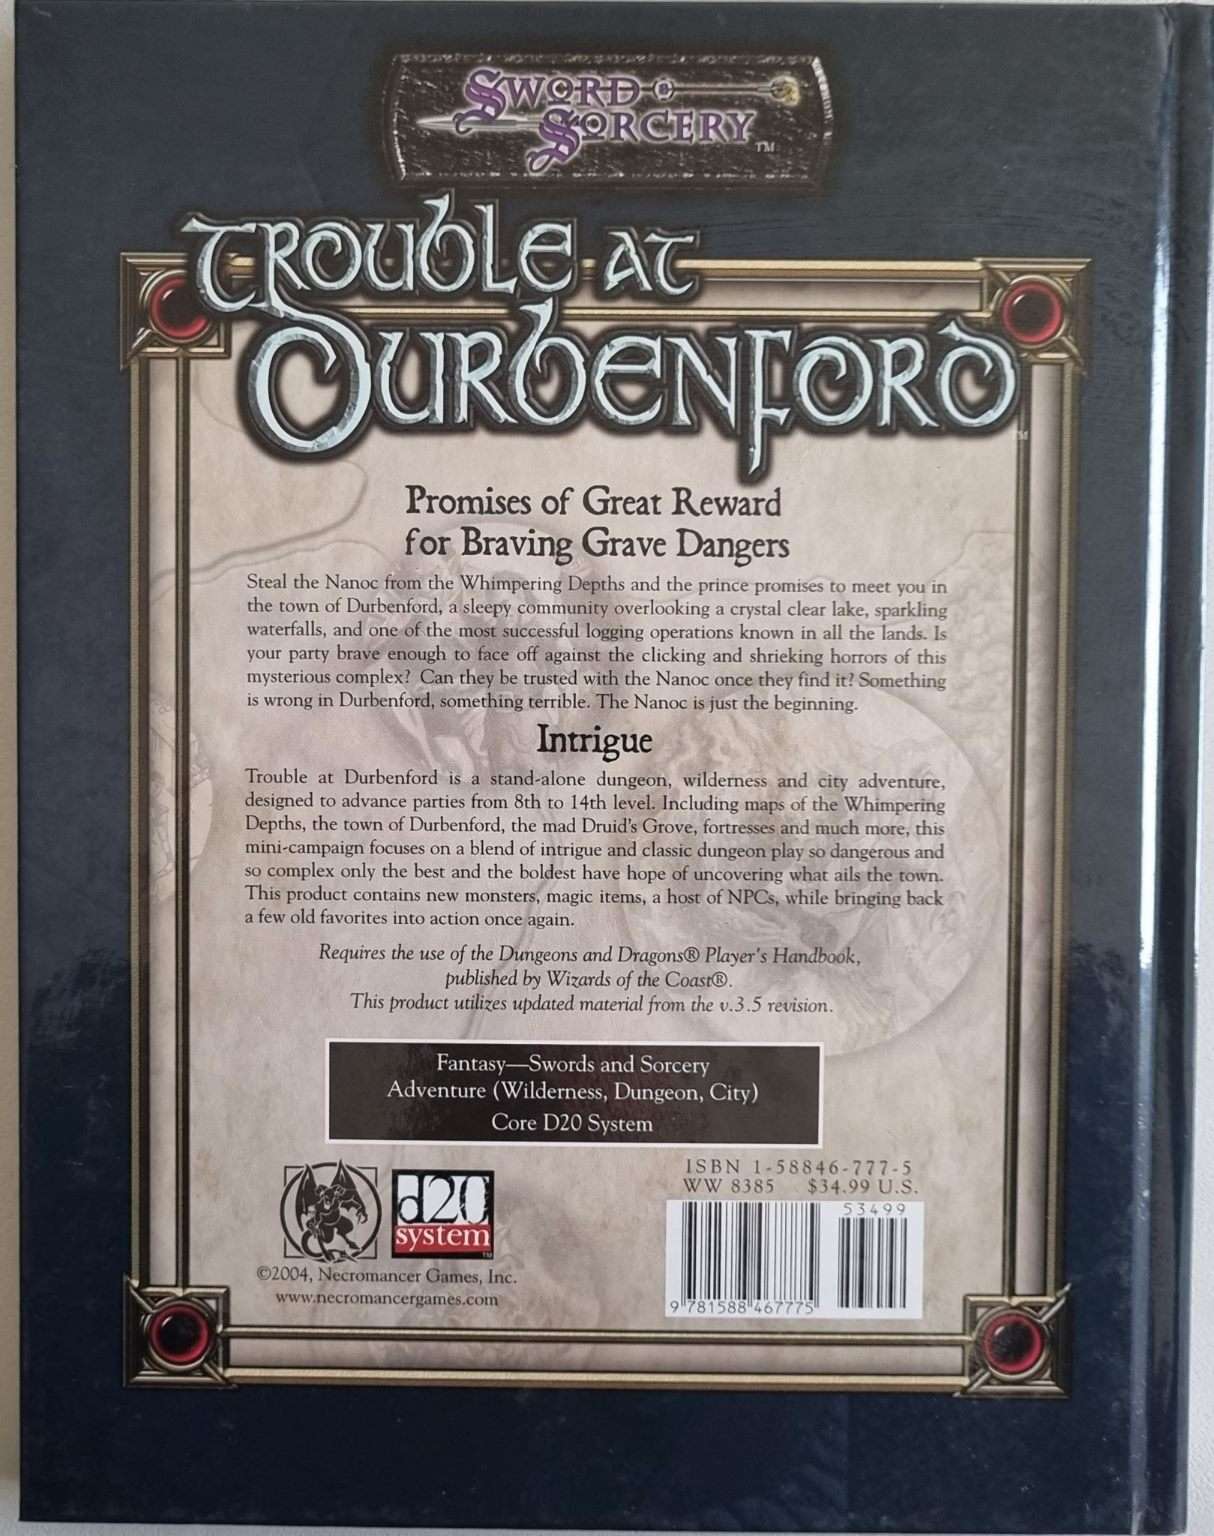 SWORD
SORCERY
TM
TROUBLE AT
DURBENFORD
TM
Promises of Great Reward
for Braving Grave Dangers
Steal the Nanoc from the Whimpering Depths and the prince promises to meet you in
the town of Durbenford, a sleepy community overlooking a crystal clear lake, sparkling
waterfalls, and one of the most successful logging operations known in all the lands. Is
your party brave enough to face off against the clicking and shrieking horrors of this
mysterious complex? Can they be trusted with the Nanoc once they find it? Something
is wrong in Durbenford, something terrible. The Nanoc is just the beginning.
Intrigue
Trouble at Durbenford is a stand-alone dungeon, wilderness and city adventure,
designed to advance parties from 8th to 14th level. Including maps of the Whimpering
Depths, the town of Durbenford, the mad Druid's Grove, fortresses and much more, this
mini-campaign focuses on a blend of intrigue and classic dungeon play so dangerous and
so complex only the best and the boldest have hope of uncovering what ails the town.
This product contains new monsters, magic items, a host of NPCs, while bringing back
a few old favorites into action once again.
Requires the use of the Dungeons and Dragons® Player's Handbook,
published by Wizards of the Coast®.
This product utilizes updated material from the v.3.5 revision.
Fantasy—Swords and Sorcery
Adventure (Wilderness, Dungeon, City)
Core D20 System
ISBN 1-58846-777-5
WW 8385 $34.99 U.S.
53499
9 781588 467775
d20
system
TM
©2004, Necromancer Games, Inc.
www.necromancergames.com